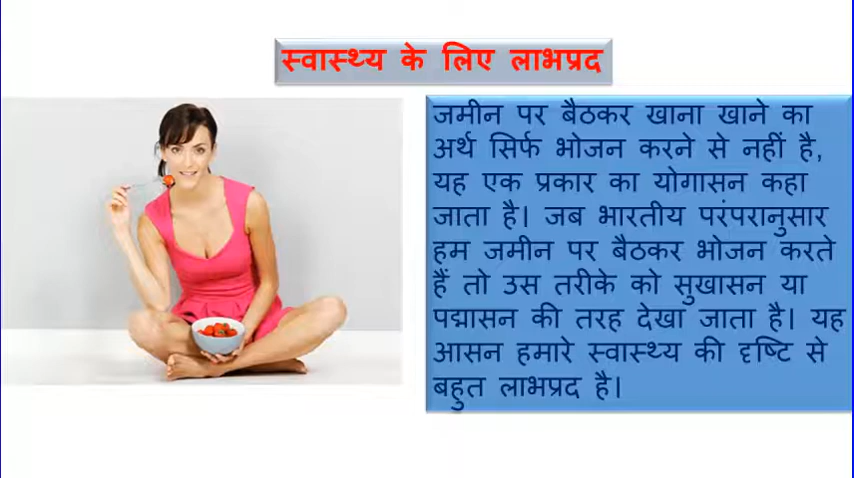 स्वास्थ्य के लिए लाभप्रद
जमीन पर बैठकर खाना खाने का
अर्थ सिर्फ भोजन करने से नहीं है,
यह एक प्रकार का योगासन कहा
जाता है। जब भारतीय परंपरानुसार
हम जमीन पर बैठकर भोजन करते
हैं तो उस तरीके को सुखासन या
पद्मासन की तरह देखा जाता है। यह
आसन हमारे स्वास्थ्य की दृष्टि से
बहुत लाभप्रद है।